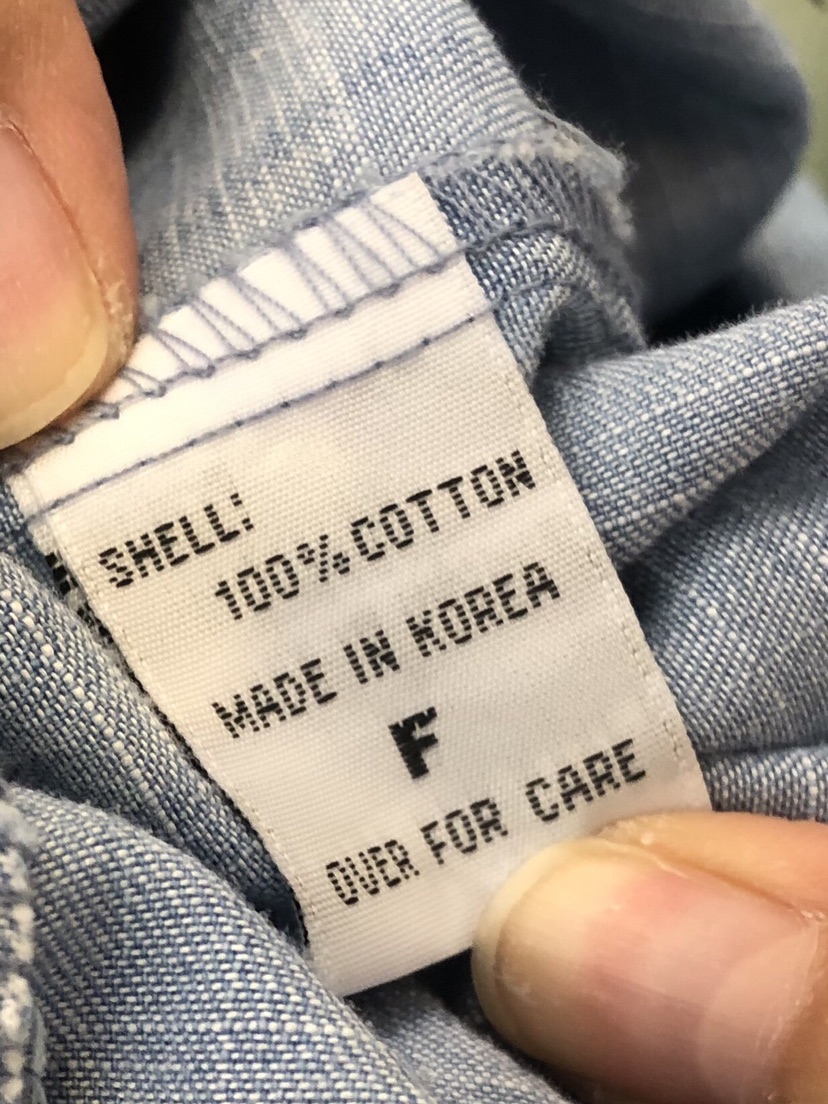 SHELL:
100%COTTON
MADE IN KOREA
F
OVER FOR CARE